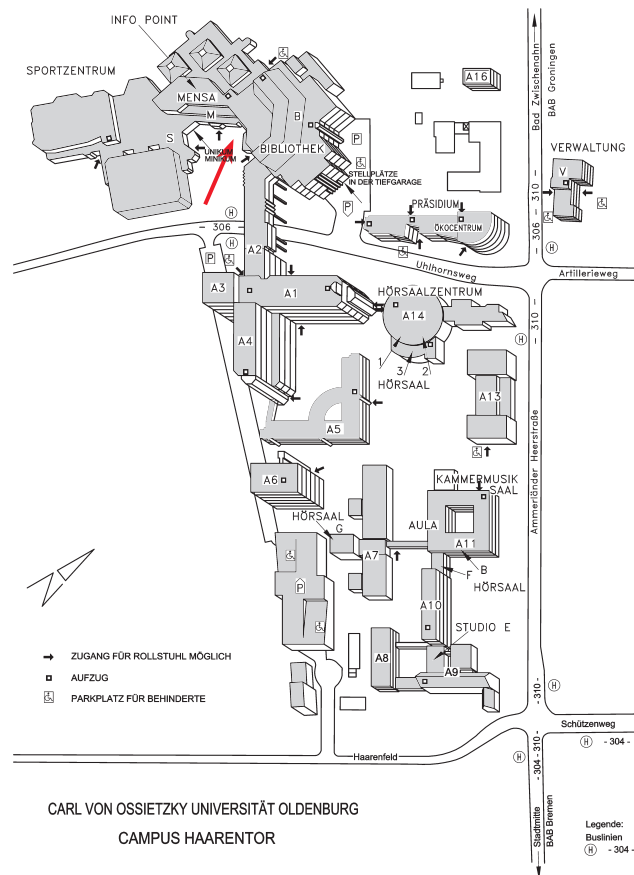 INFO POINT
SPORTZENTRUM
MENSA
M
S
UNIKUM
MINIKUM
B
BIBLIOTHEK
P
STELLPLÄTZE
IN DER TIEFGARAGE
P
A16
Bad Zwischenahn
BAB Groningen
VERWALTUNG
V
- 306 - 310 -
PRÄSIDIUM
ÖKOCENTRUM
H
- 306 -
H
H
A2
P
Uhlhornsweg
Artillerieweg
A3
A1
HÖRSAALZENTRUM
A14
- 310 -
H
A4
1
3
2
HÖRSAAL
A13
A5
Ammerländer Heerstraße
A6
KAMMERMUSIK
SAAL
HÖRSAAL
G
AULA
A11
A7
F
B
HÖRSAAL
P
A10
STUDIO E
A8
A9
ZUGANG FÜR ROLLSTUHL MÖGLICH
AUFZUG
PARKPLATZ FÜR BEHINDERTE
-310-
H
Schützenweg
H - 304 -
Haarenfeld
H
- 304 -310-
Stadtmitte
BAB Bremen
CARL VON OSSIETZKY UNIVERSITÄT OLDENBURG
CAMPUS HAARENTOR
Legende:
Buslinien
H - 304 -